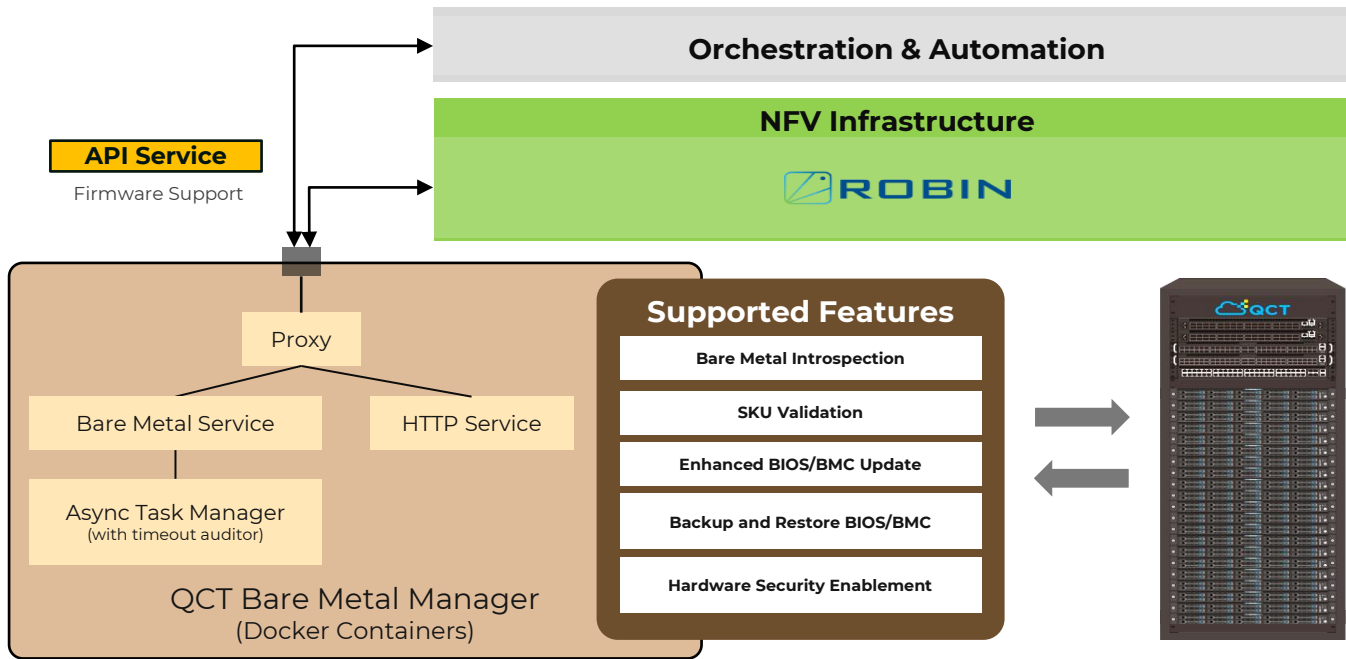 Orchestration & Automation
NFV Infrastructure
ROBIN
API Service
Firmware Support
Proxy
Bare Metal Service
HTTP Service
Async Task Manager
(with timeout auditor)
QCT Bare Metal Manager
(Docker Containers)
Supported Features
Bare Metal Introspection
SKU Validation
Enhanced BIOS/BMC Update
Backup and Restore BIOS/BMC
Hardware Security Enablement
QCT